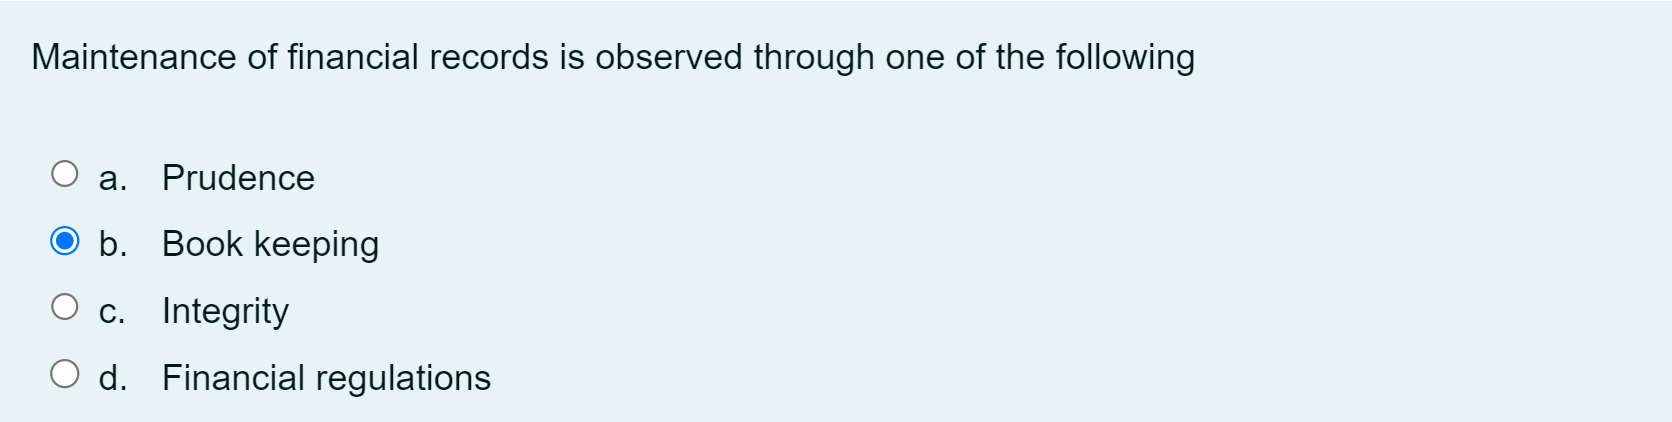 Maintenance of financial records is observed through one of the following
a. Prudence
b. Book keeping
c. Integrity
d. Financial regulations